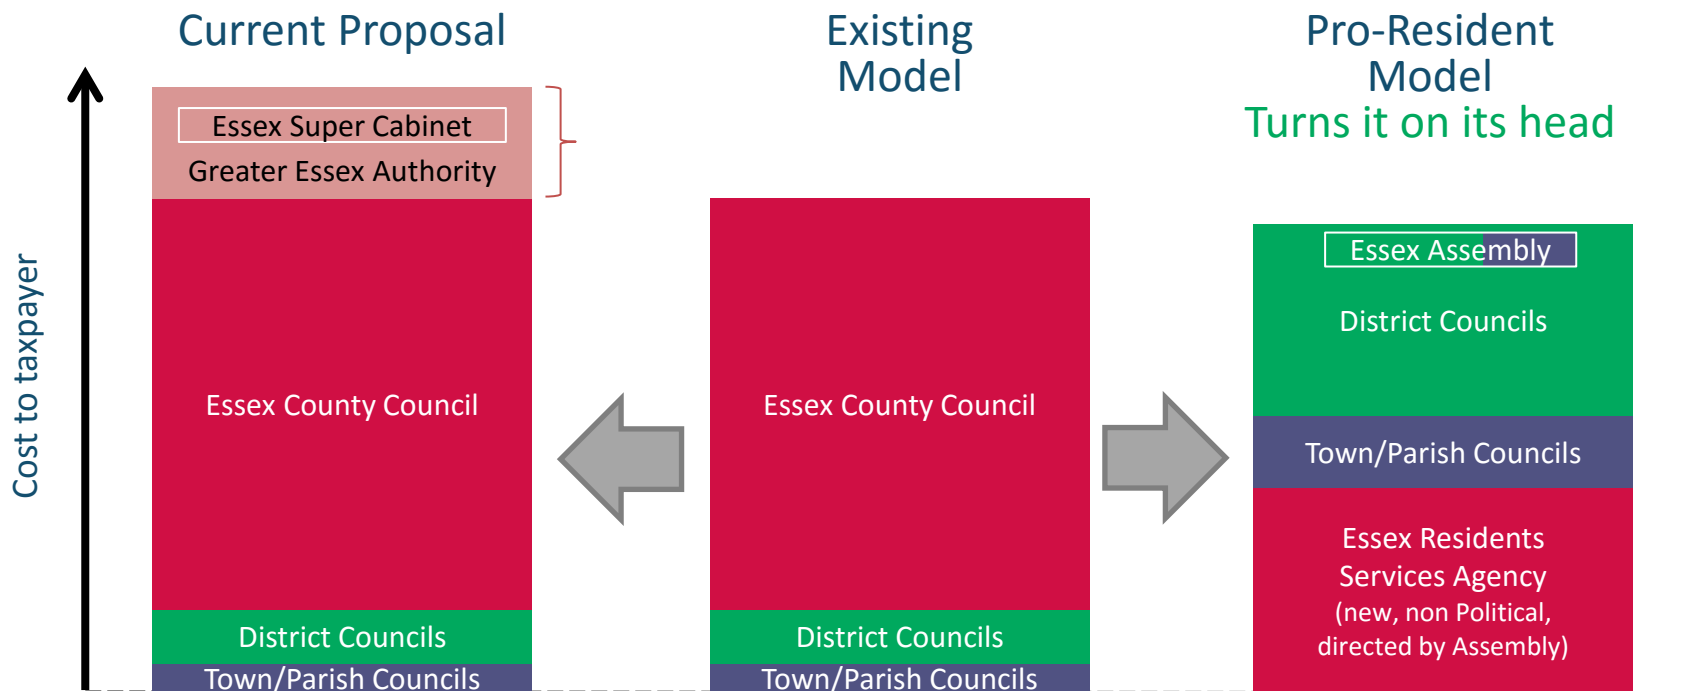 Current Proposal
Existing
Model
Pro-Resident
Model
Turns it on its head
Cost to taxpayer
Essex Super Cabinet
Greater Essex Authority
Essex County Council
District Councils
Town/Parish Councils
Essex County Council
District Councils
Town/Parish Councils
Essex Assembly
District Councils
Town/Parish Councils
Essex Residents
Services Agency
(new, non Political,
directed by Assembly)